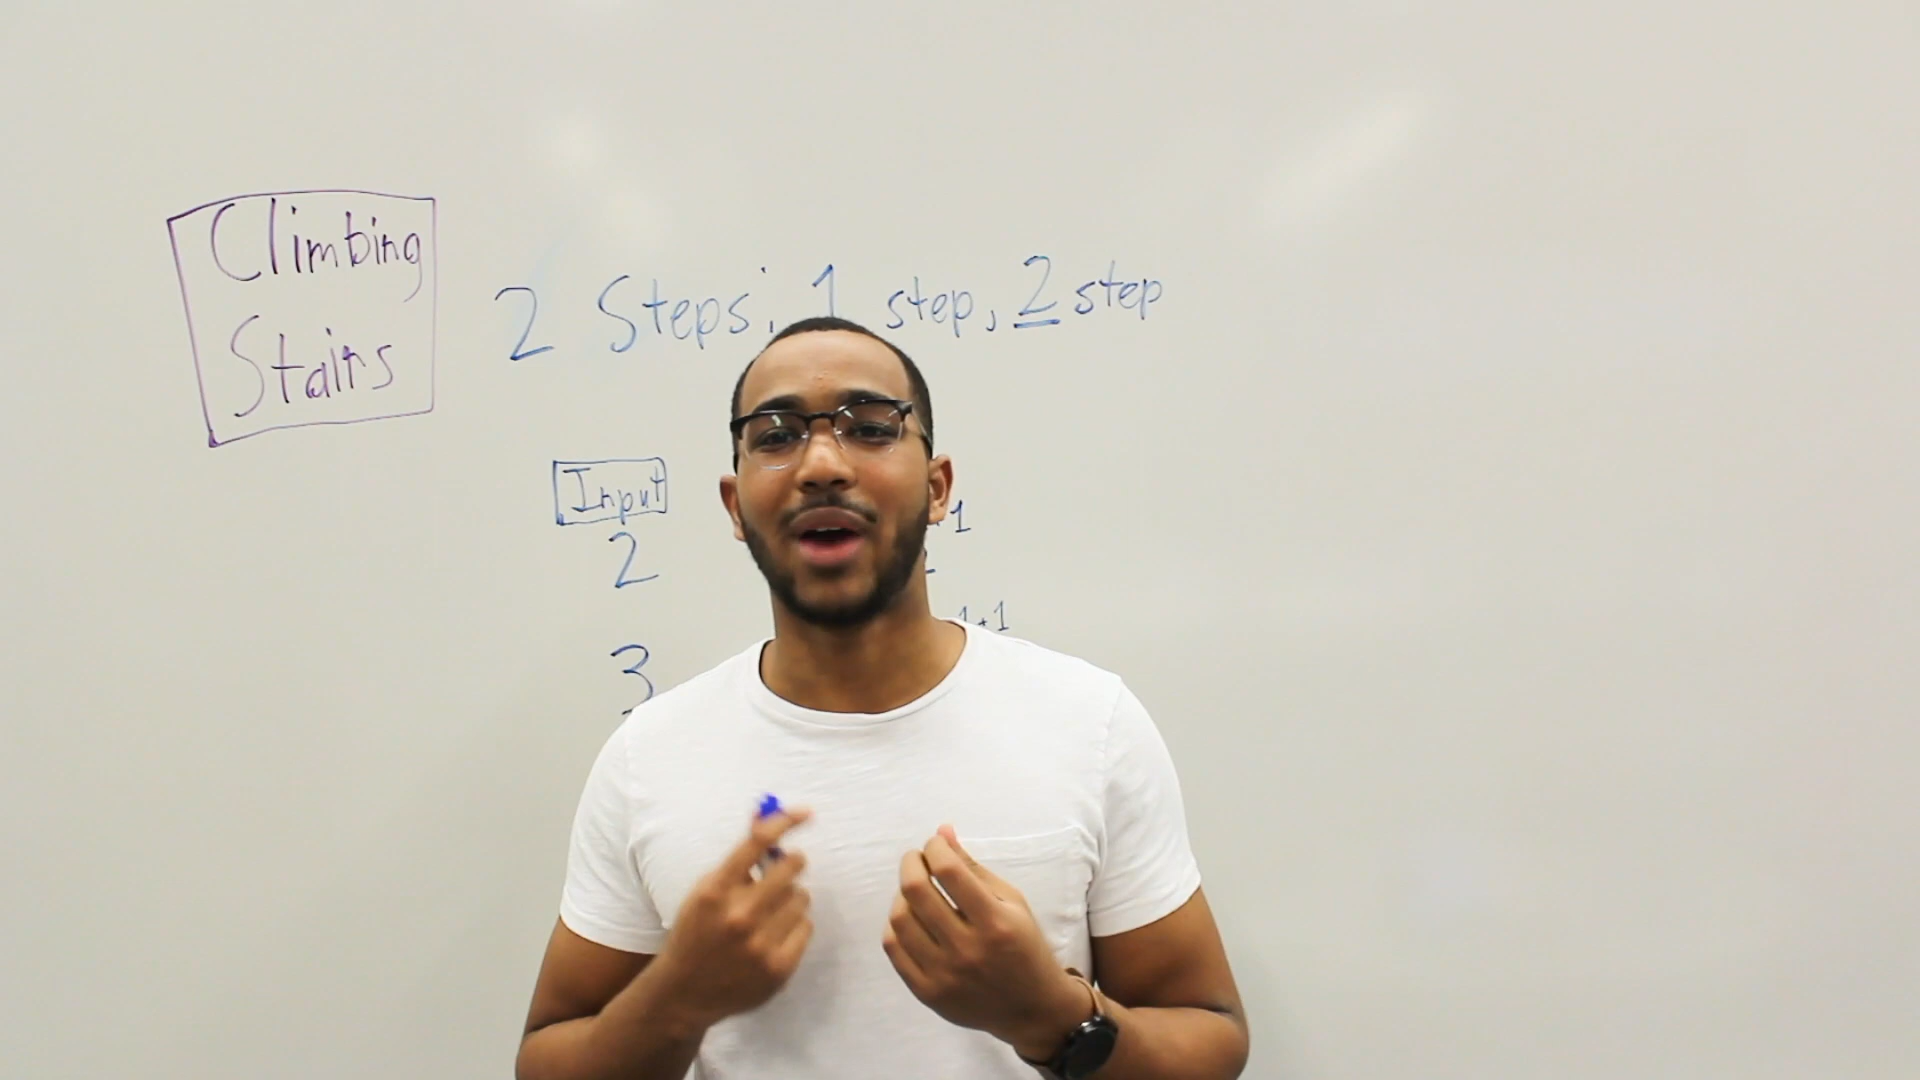 Climbing
Stairs
2 Steps: 1 step, 2 step
Input
1
2
1+1
3